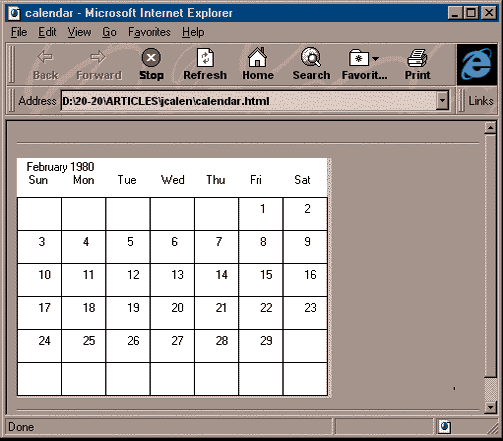 calendar - Microsoft Internet Explorer
File Edit View Go Favorites Help
Back Forward Stop Refresh Home Search Favorit... Print
Address D:\20-20\ARTICLES\jcalen\calendar.html Links
February 1980
Sun Mon Tue Wed Thu Fri Sat
1 2
3 4 5 6 7 8 9
10 11 12 13 14 15 16
17 18 19 20 21 22 23
24 25 26 27 28 29
Done